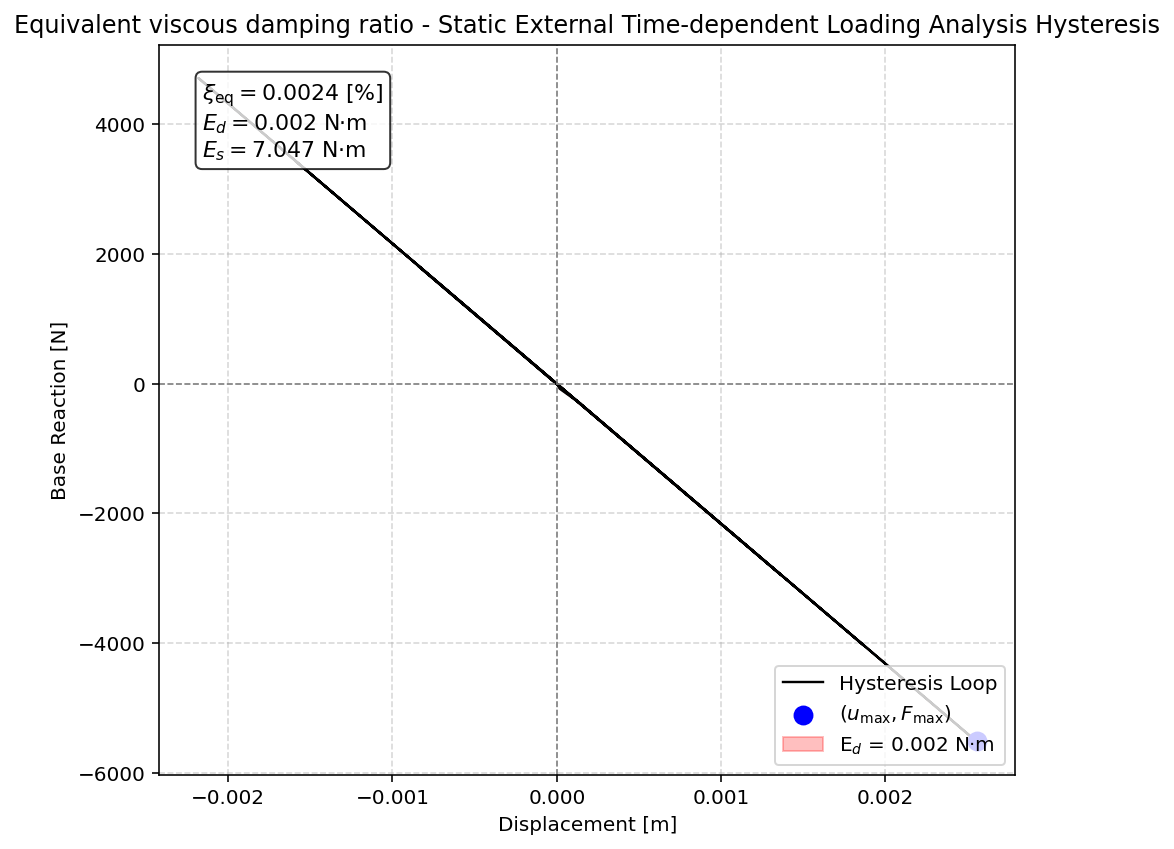 Equivalent viscous damping ratio - Static External Time-dependent Loading Analysis Hysteresis
ξeq = 0.0024 [%]
Ed = 0.002 N·m
Es = 7.047 N·m
4000
2000
0
−2000
−4000
−6000
Base Reaction [N]
Hysteresis Loop
(umax, Fmax)
Ed = 0.002 N·m
−0.002
−0.001
0.000
0.001
0.002
Displacement [m]